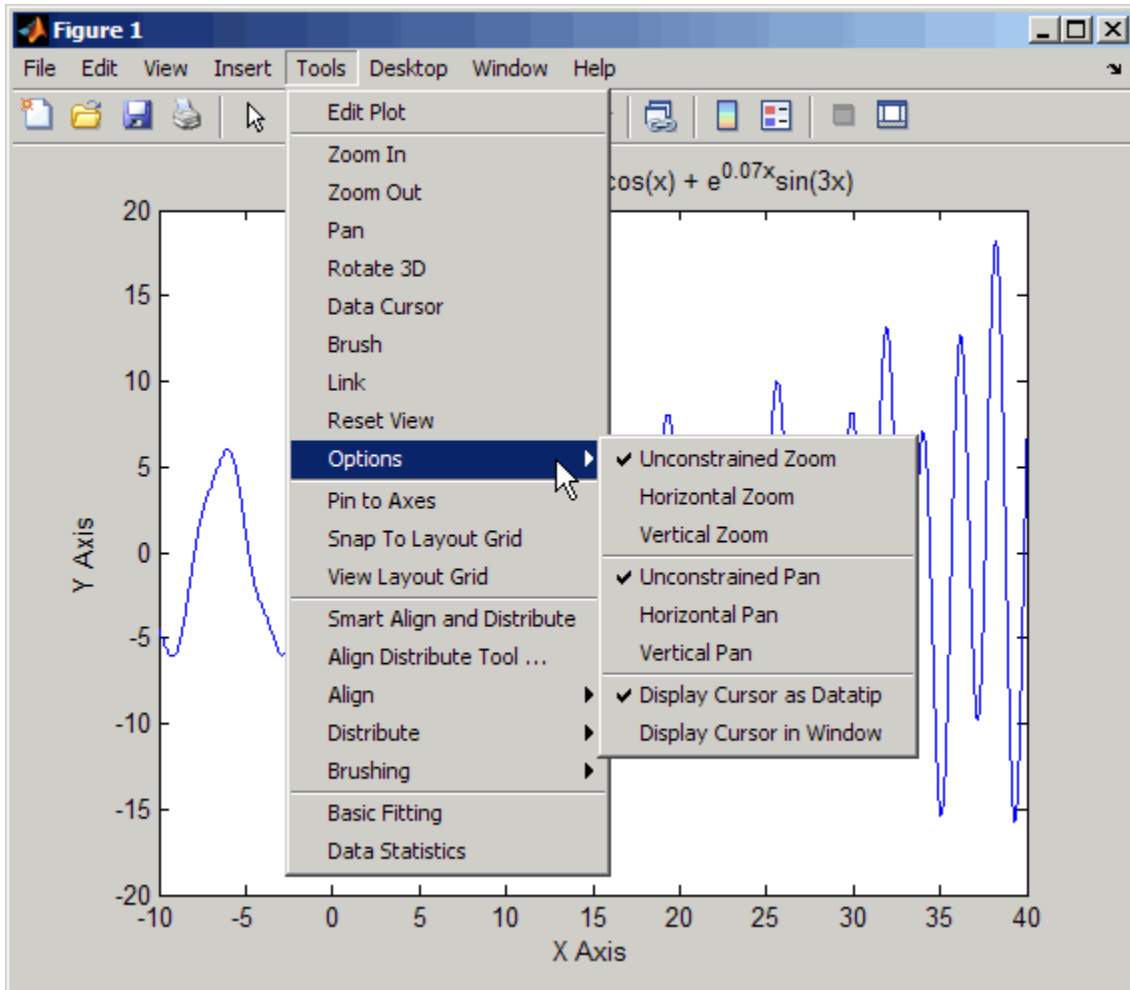 Figure 1
File Edit View Insert Tools Desktop Window Help
Edit Plot
Zoom In
Zoom Out
Pan
Rotate 3D
Data Cursor
Brush
Link
Reset View
Options
Pin to Axes
Snap To Layout Grid
View Layout Grid
Smart Align and Distribute
Align Distribute Tool ...
Align
Distribute
Brushing
Basic Fitting
Data Statistics
Unconstrained Zoom
Horizontal Zoom
Vertical Zoom
Unconstrained Pan
Horizontal Pan
Vertical Pan
Display Cursor as Datatip
Display Cursor in Window
cos(x) + e^0.07x sin(3x)
20
15
10
5
0
-5
-10
-15
-20
Y Axis
-10 -5 0 5 10 15 20 25 30 35 40
X Axis